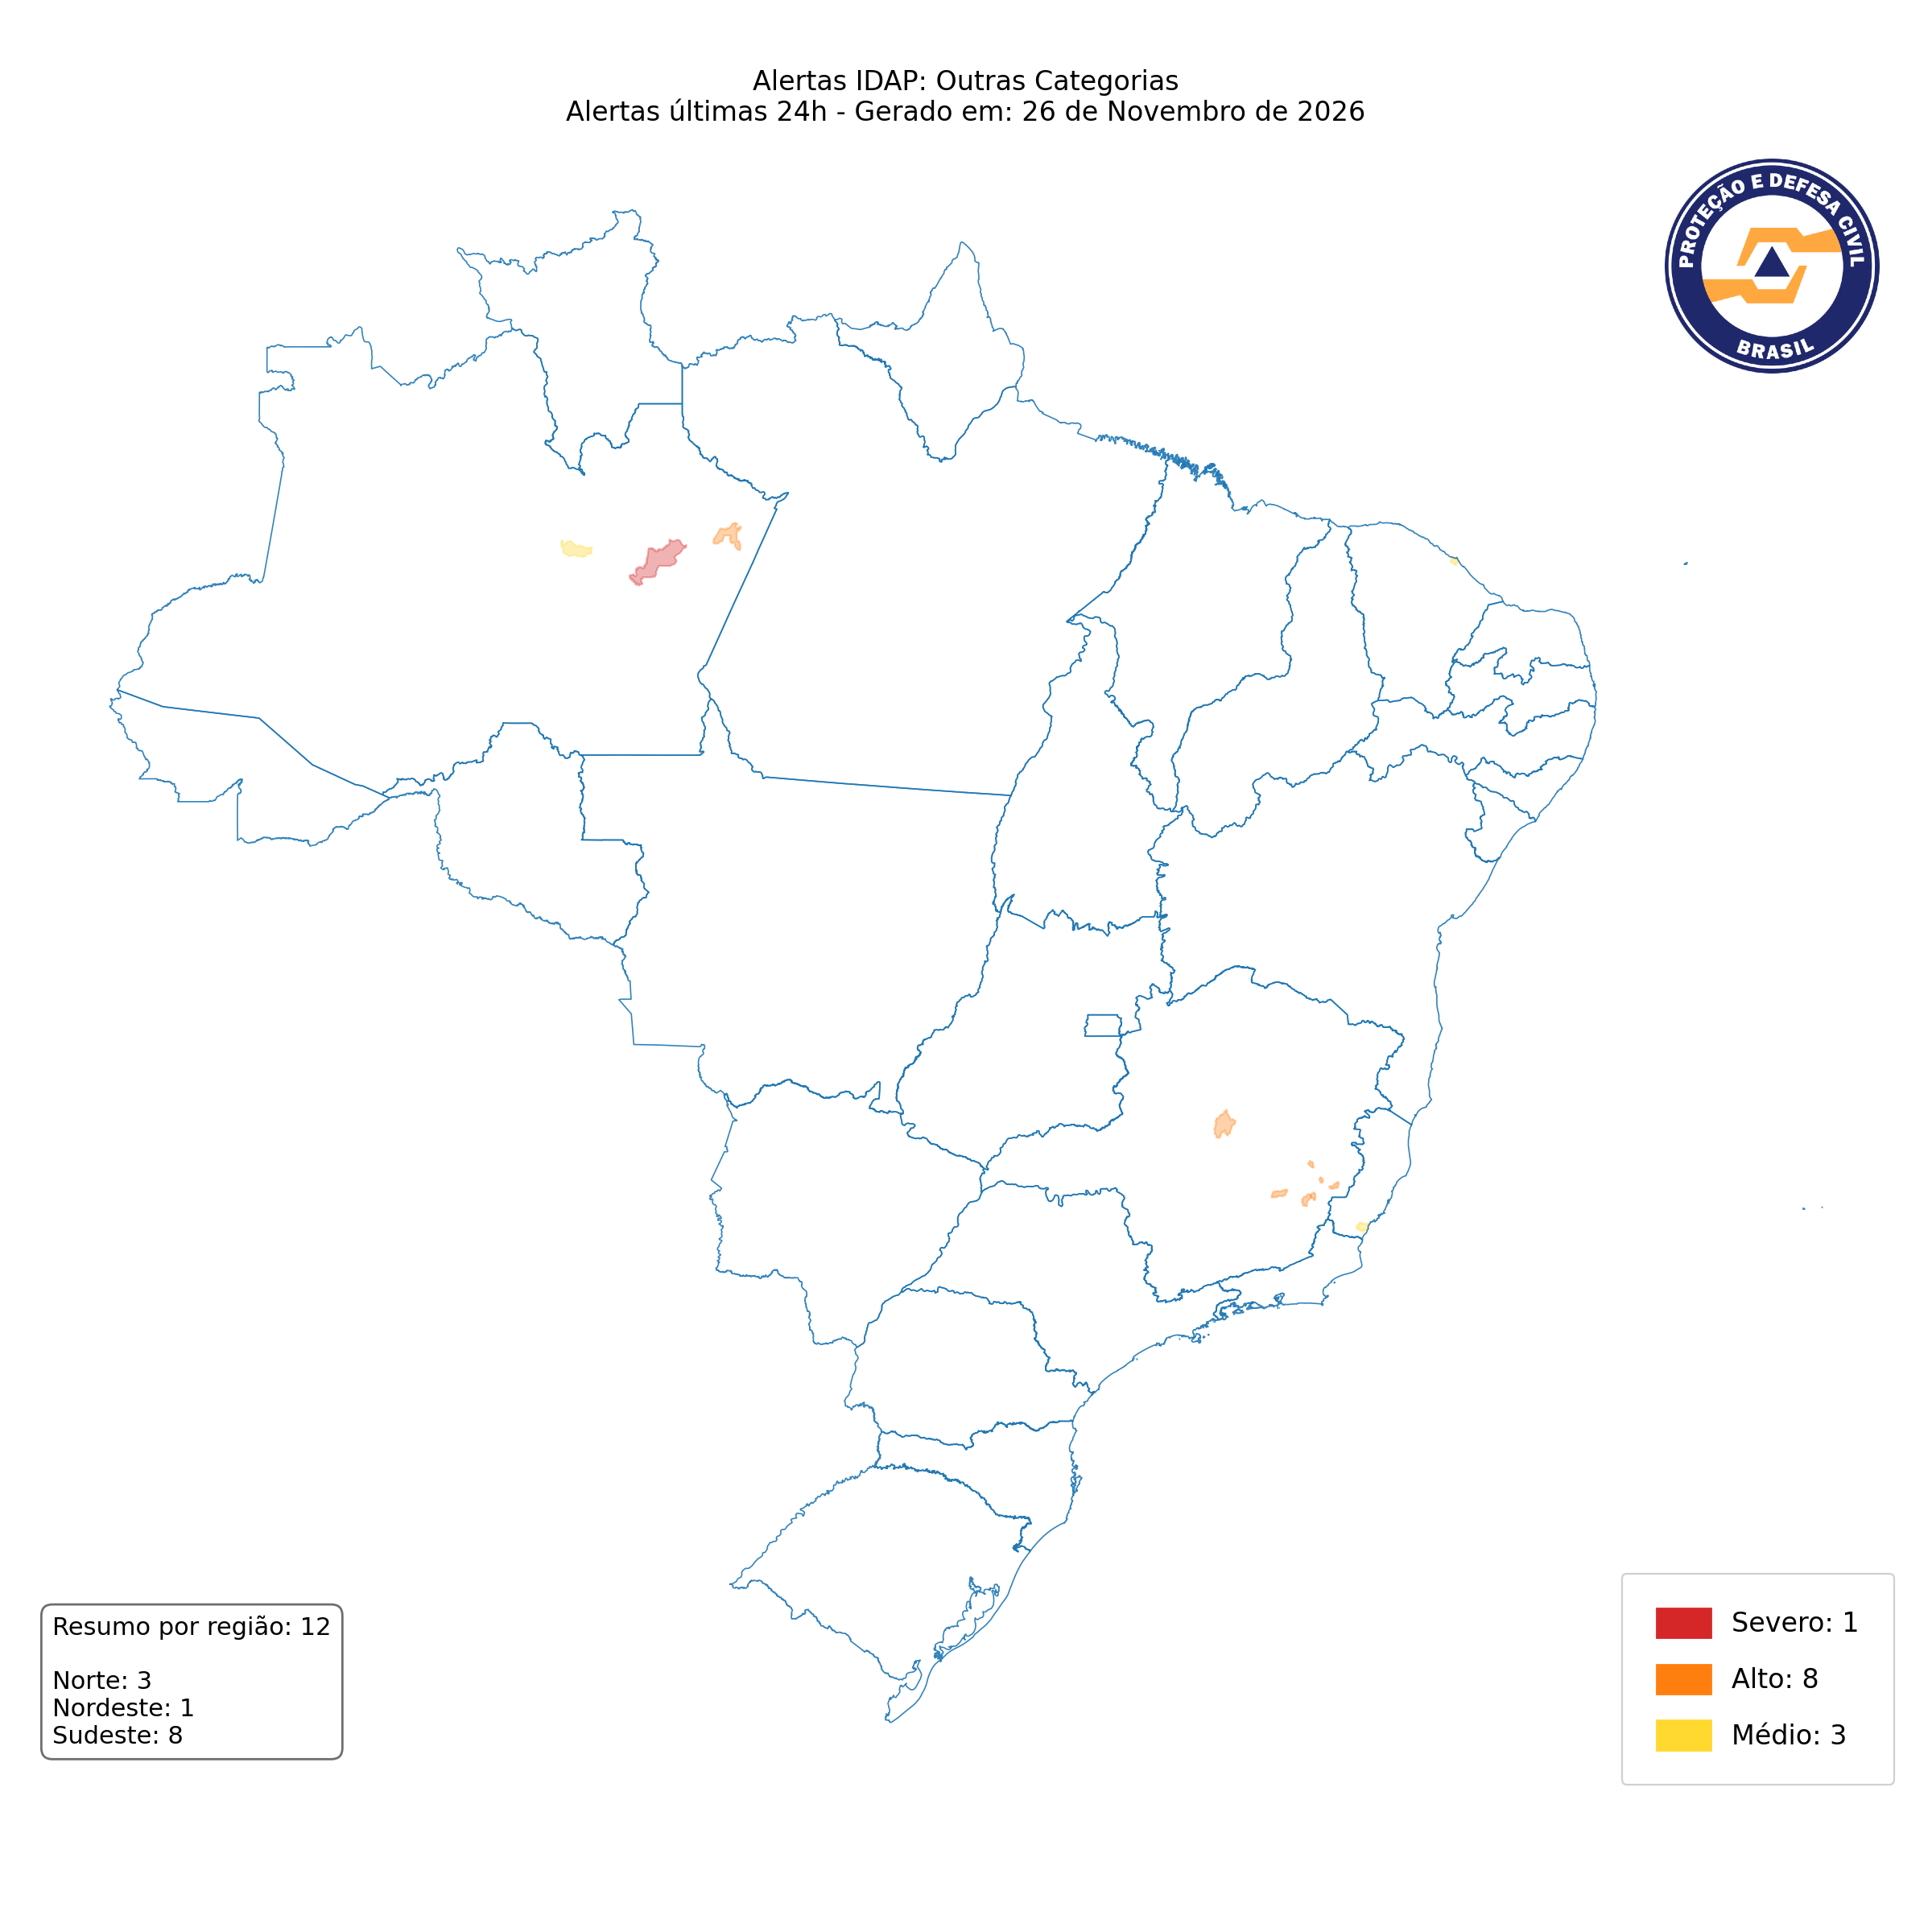 Alertas IDAP: Outras Categorias
Alertas últimas 24h - Gerado em: 26 de Novembro de 2026
PROTEÇÃO E DEFESA CIVIL
BRASIL
Resumo por região: 12
Norte: 3
Nordeste: 1
Sudeste: 8
Severo: 1
Alto: 8
Médio: 3